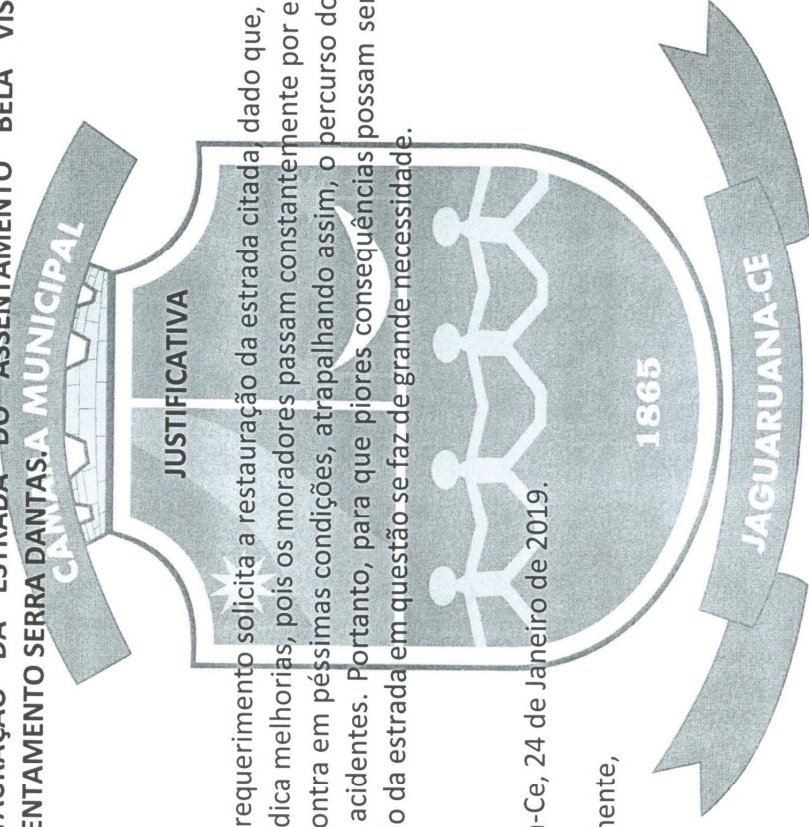 TAURAÇÃO DA ESTRADA DO ASSENTAMENTO BELA VIS
ENTAMENTO SERRA DANTAS.
CAMARA MUNICIPAL
JUSTIFICATIVA
requerimento solicita a restauração da estrada citada, dado que,
dica melhorias, pois os moradores passam constantemente por e
ontra em péssimas condições, atrapalhando assim, o percurso do
acidentes. Portanto, para que piores consequências possam ser
o da estrada em questão se faz de grande necessidade.
-Ce, 24 de Janeiro de 2019.
mente,
1865
JAGUARUANA-CE